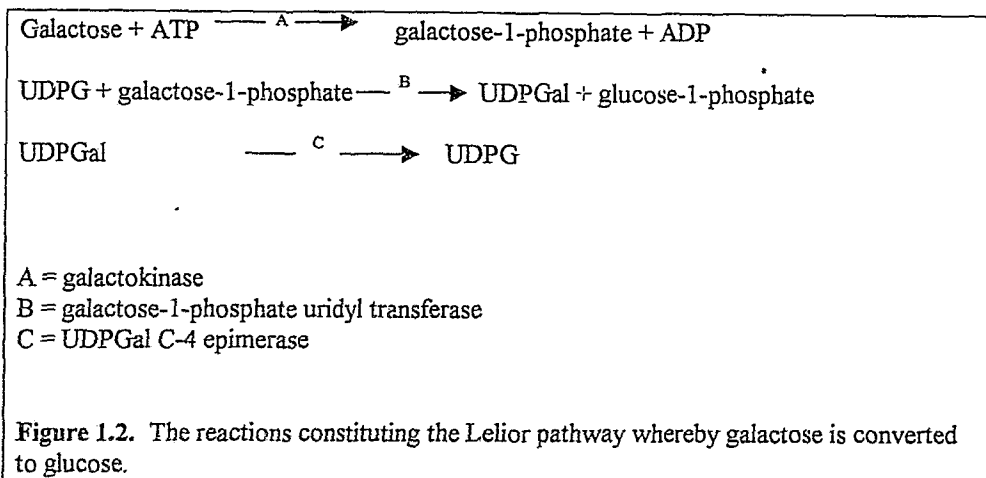 Galactose + ATP —— A ——► galactose-1-phosphate + ADP
UDPG + galactose-1-phosphate — B ——► UDPGal + glucose-1-phosphate
UDPGal —— C ——► UDPG
A = galactokinase
B = galactose-1-phosphate uridyl transferase
C = UDPGal C-4 epimerase
Figure 1.2. The reactions constituting the Lelior pathway whereby galactose is converted
to glucose.